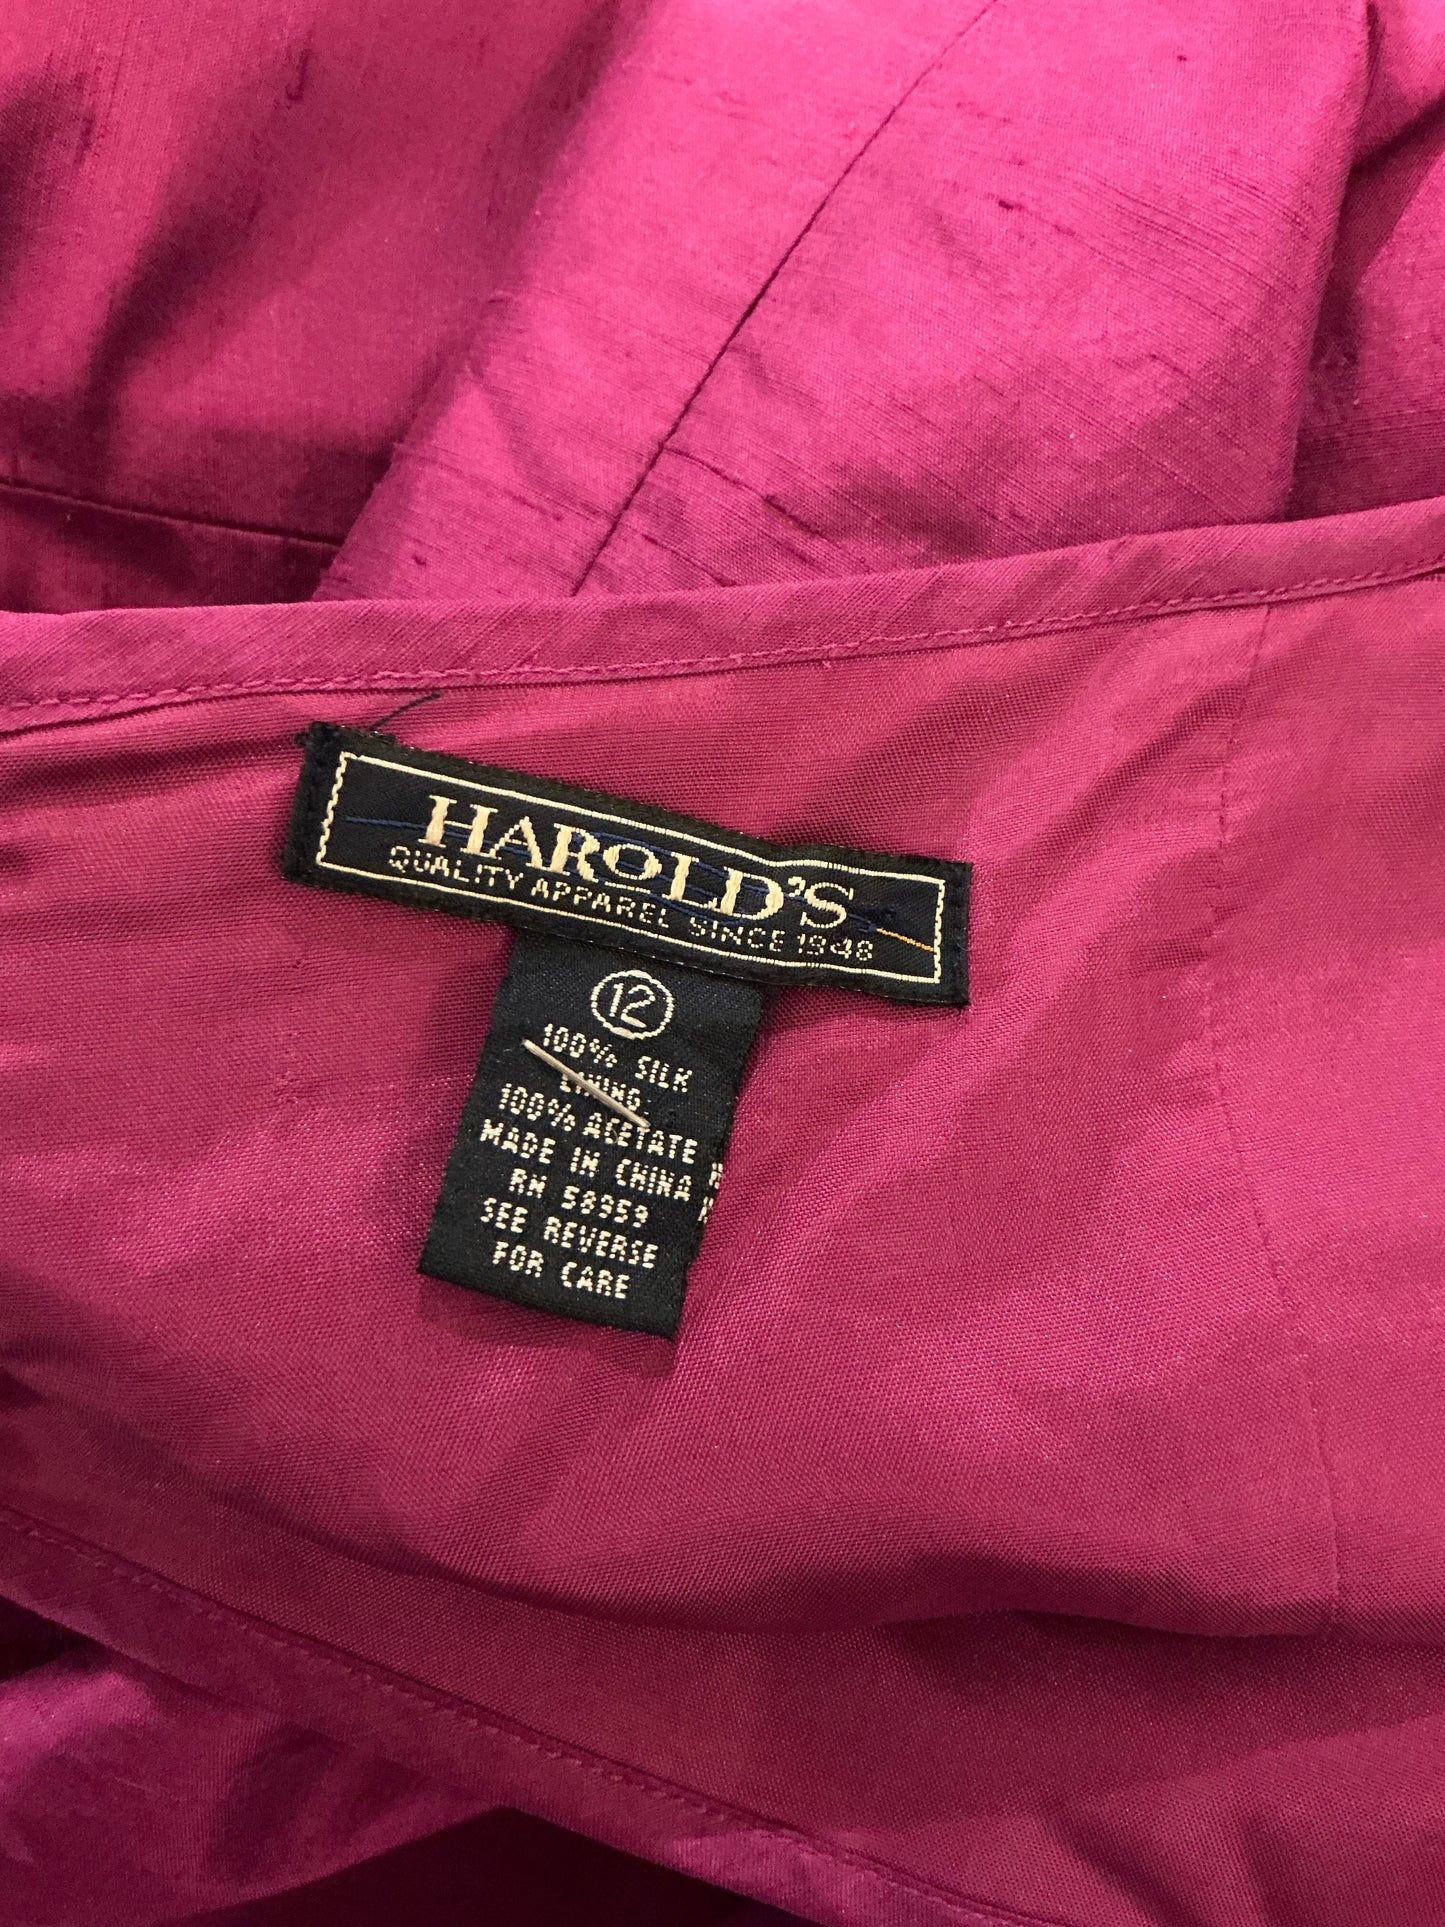 HAROLD'S
QUALITY APPAREL SINCE 1948
12
100% SILK
LINING:
100% ACETATE
MADE IN CHINA
RN 58959
SEE REVERSE
FOR CARE